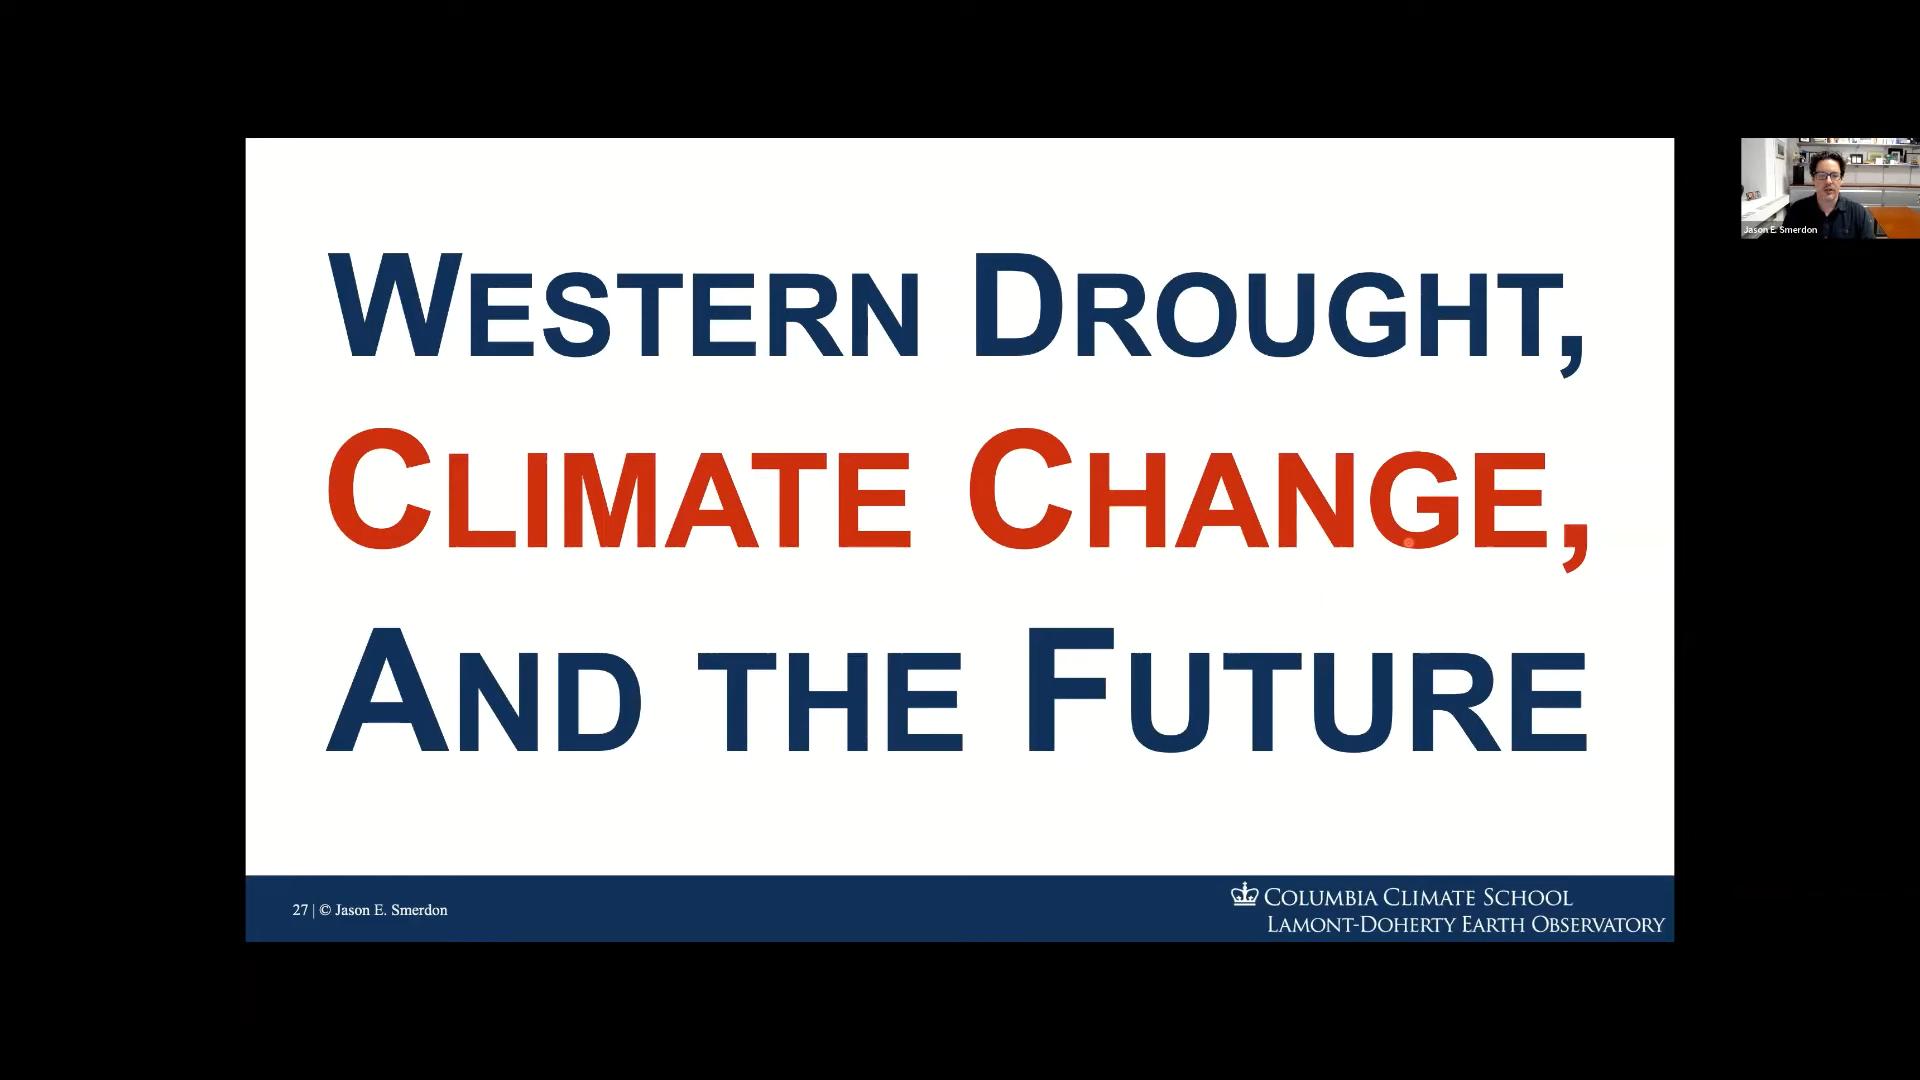 WESTERN DROUGHT,
CLIMATE CHANGE,
AND THE FUTURE
27 | © Jason E. Smerdon
COLUMBIA CLIMATE SCHOOL
LAMONT-DOHERTY EARTH OBSERVATORY
Jason E. Smerdon